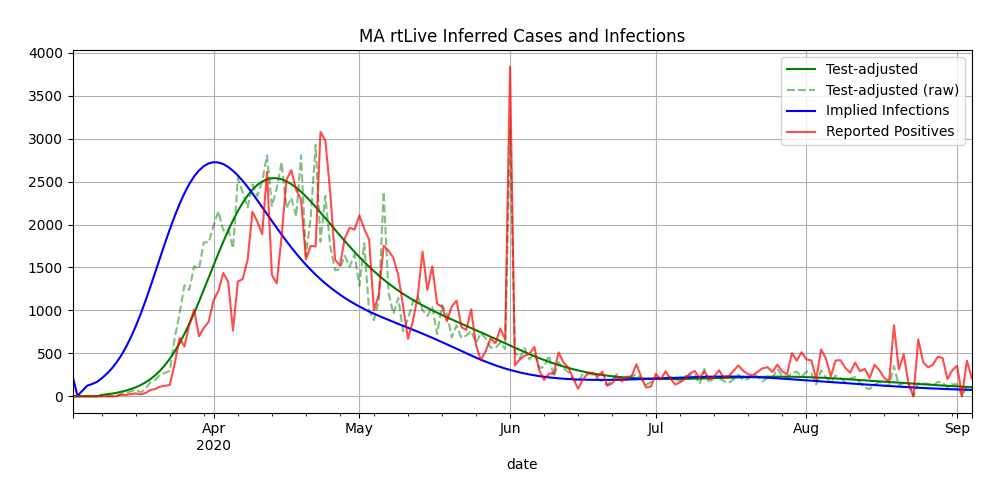 MA rtLive Inferred Cases and Infections
4000
3500
3000
2500
2000
1500
1000
500
0
Test-adjusted
Test-adjusted (raw)
Implied Infections
Reported Positives
Apr
2020
May
Jun
Jul
Aug
Sep
date